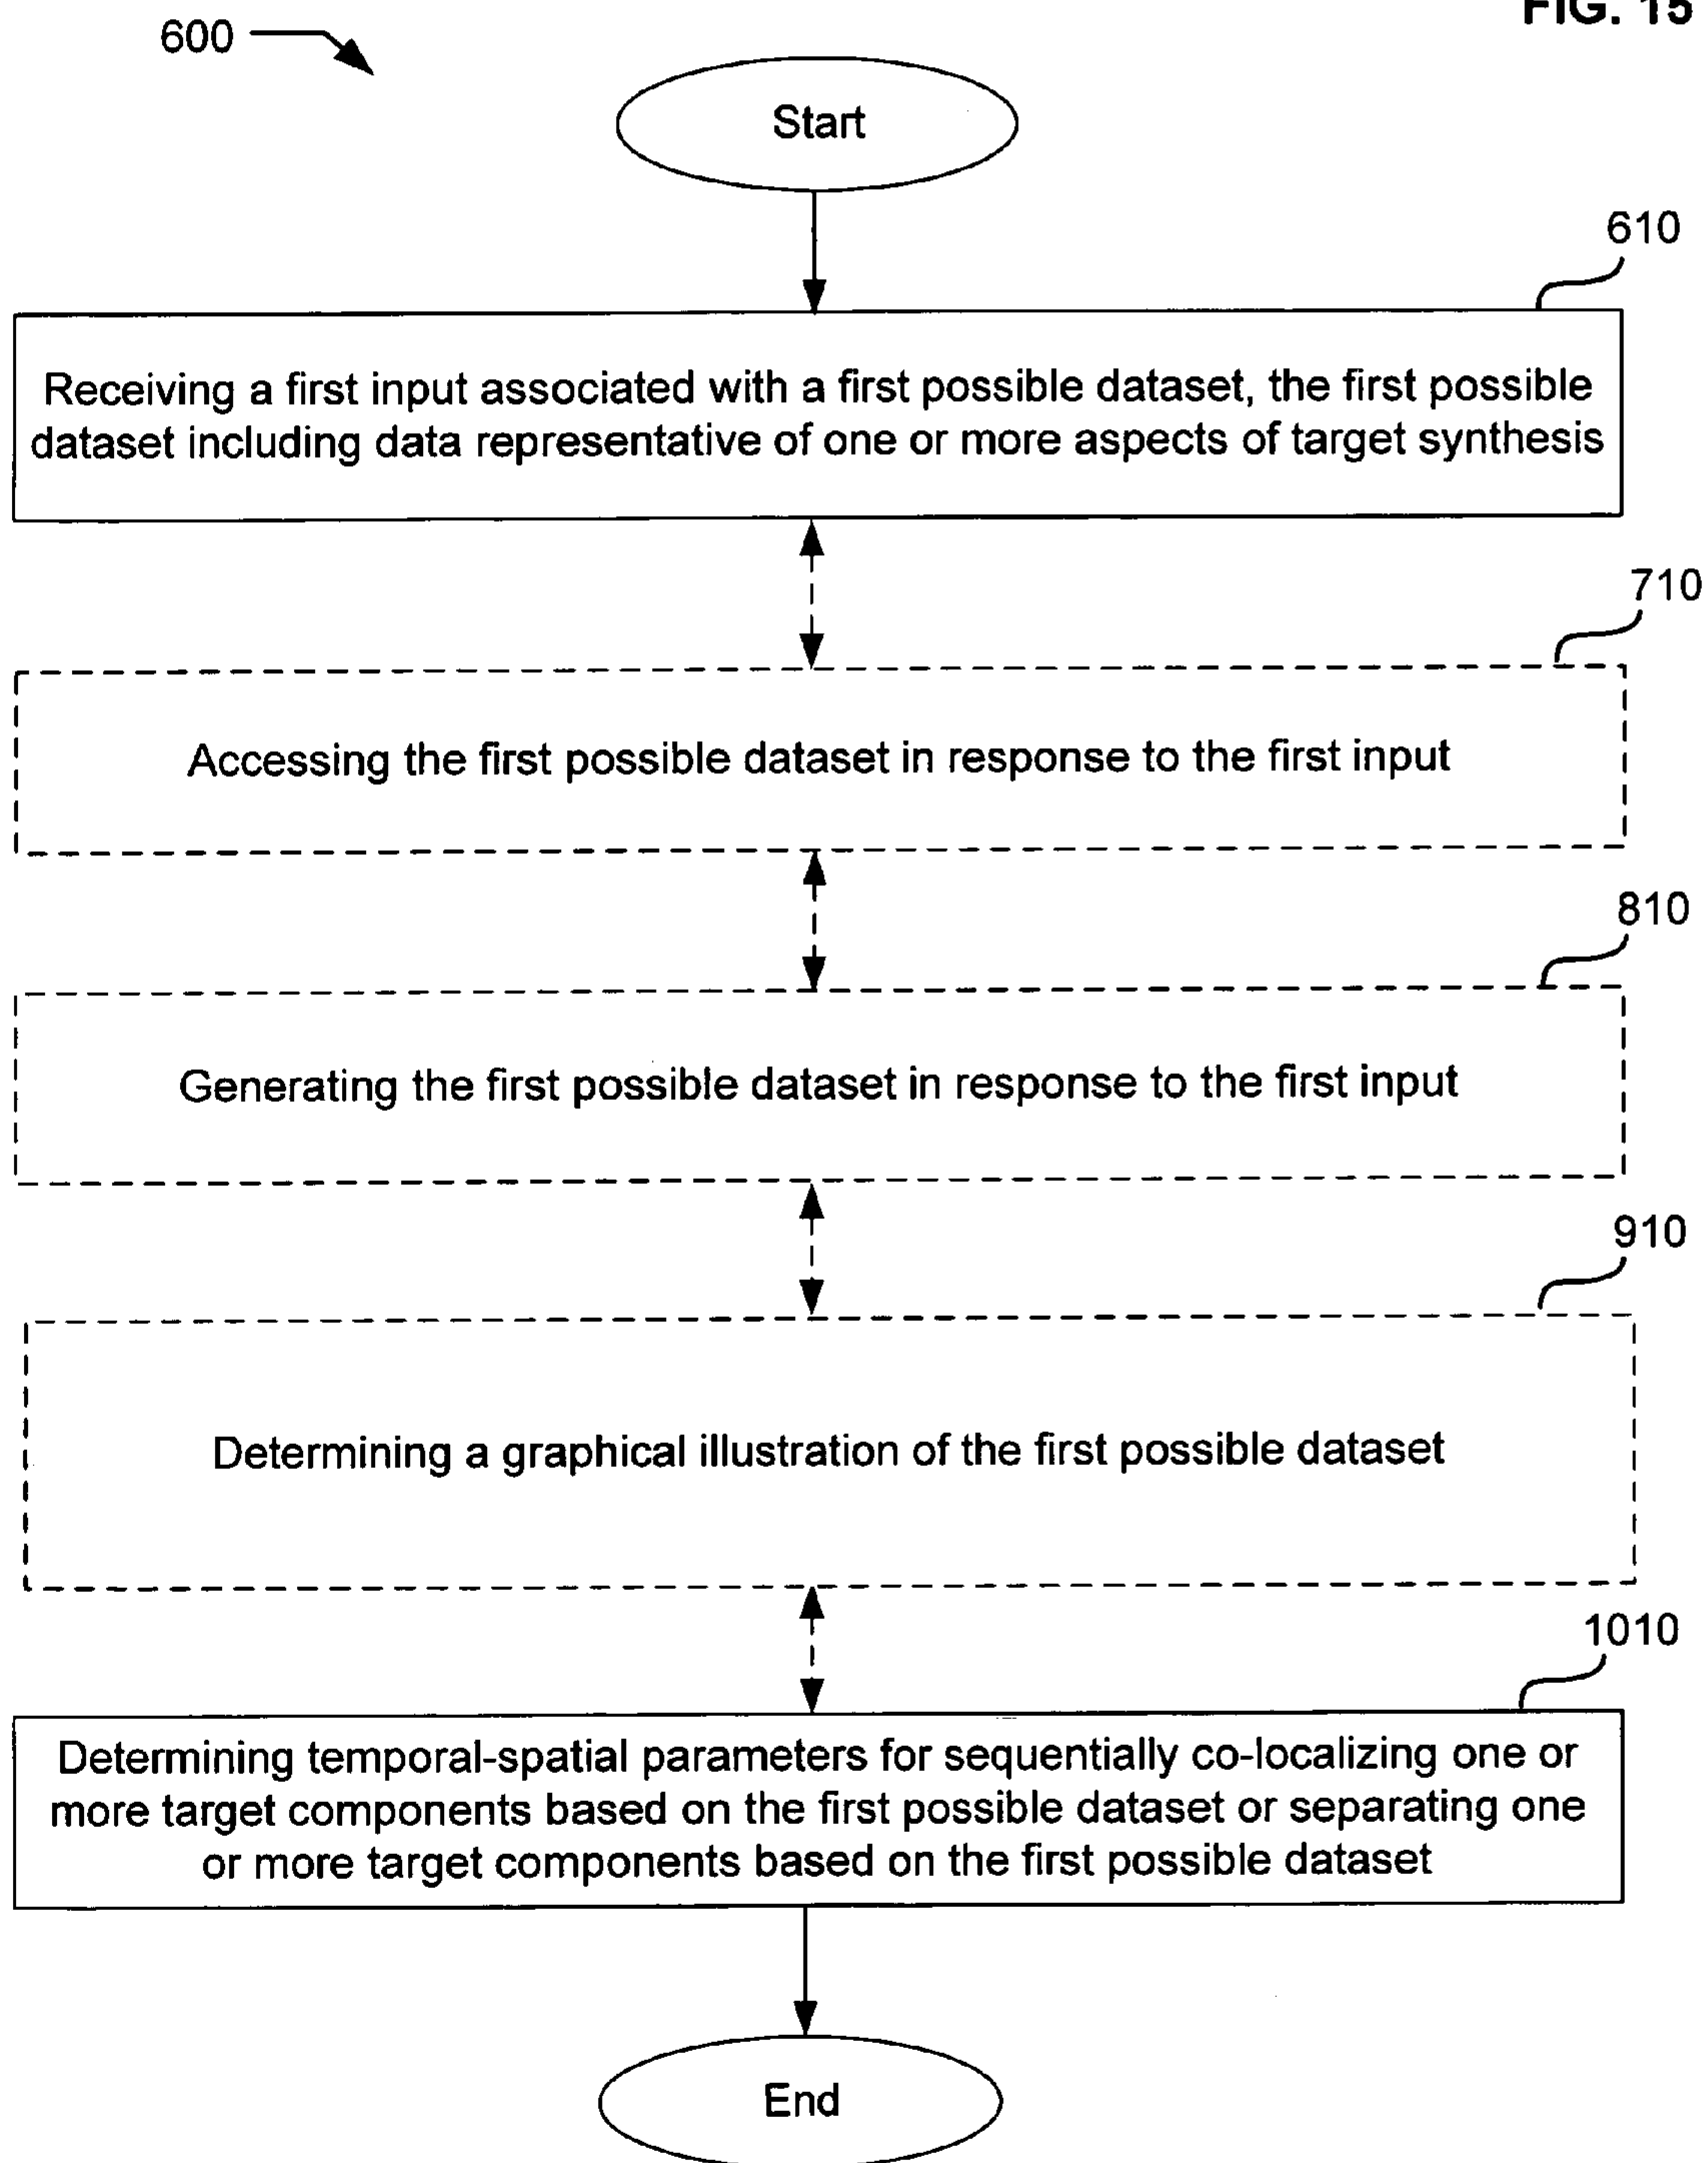 FIG. 15
600
Start
610
Receiving a first input associated with a first possible dataset, the first possible
dataset including data representative of one or more aspects of target synthesis
710
Accessing the first possible dataset in response to the first input
810
Generating the first possible dataset in response to the first input
910
Determining a graphical illustration of the first possible dataset
1010
Determining temporal-spatial parameters for sequentially co-localizing one or
more target components based on the first possible dataset or separating one
or more target components based on the first possible dataset
End